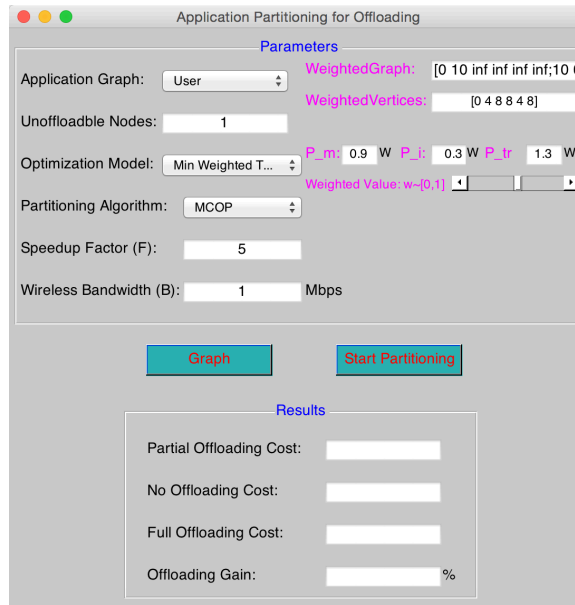 Application Partitioning for Offloading
Parameters
Application Graph: User WeightedGraph: [0 10 inf inf inf inf;10
WeightedVertices: [0 4 8 8 4 8]
Unoffloadble Nodes: 1
Optimization Model: Min Weighted T... P_m: 0.9 W P_i: 0.3 W P_tr 1.3 W
Weighted Value: w~[0,1]
Partitioning Algorithm: MCOP
Speedup Factor (F): 5
Wireless Bandwidth (B): 1 Mbps
Graph Start Partitioning
Results
Partial Offloading Cost:
No Offloading Cost:
Full Offloading Cost:
Offloading Gain: %